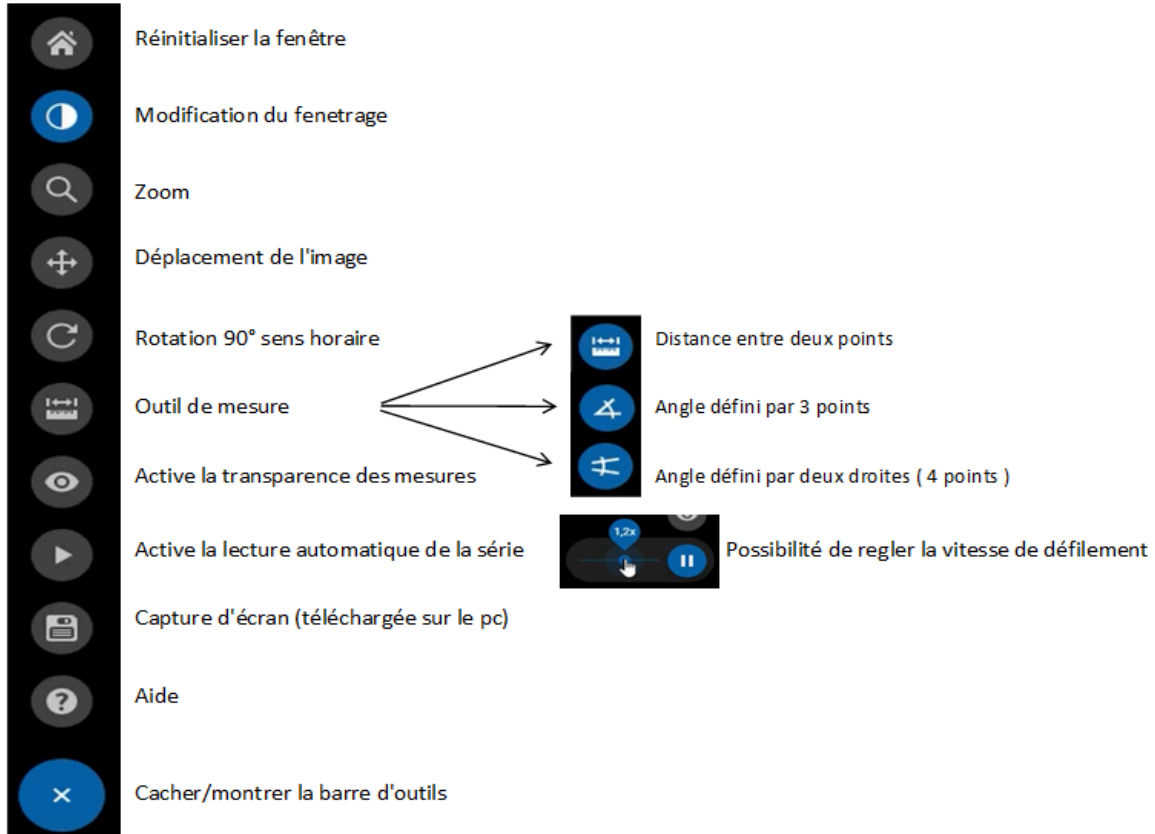 Réinitialiser la fenêtre
Modification du fenetrage
Zoom
Déplacement de l'image
Rotation 90° sens horaire
Distance entre deux points
Outil de mesure
Angle défini par 3 points
Active la transparence des mesures
Angle défini par deux droites ( 4 points )
1,2x
Active la lecture automatique de la série
Possibilité de regler la vitesse de défilement
Capture d'écran (téléchargée sur le pc)
Aide
Cacher/montrer la barre d'outils